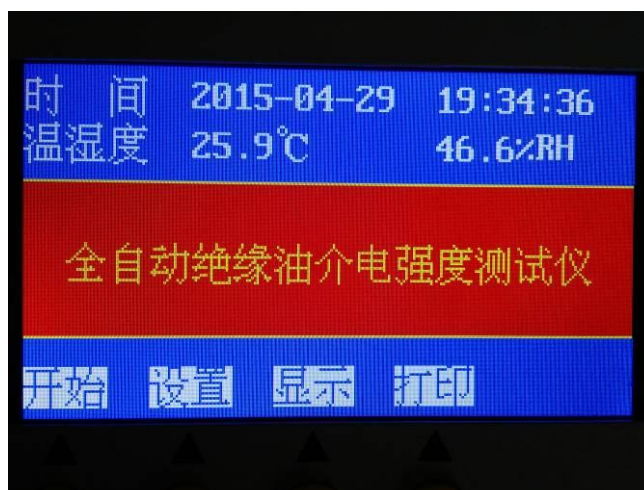 时 间 2015-04-29 19:34:36
温湿度 25.9℃ 46.6%RH
全自动绝缘油介电强度测试仪
开始 设置 显示 打印